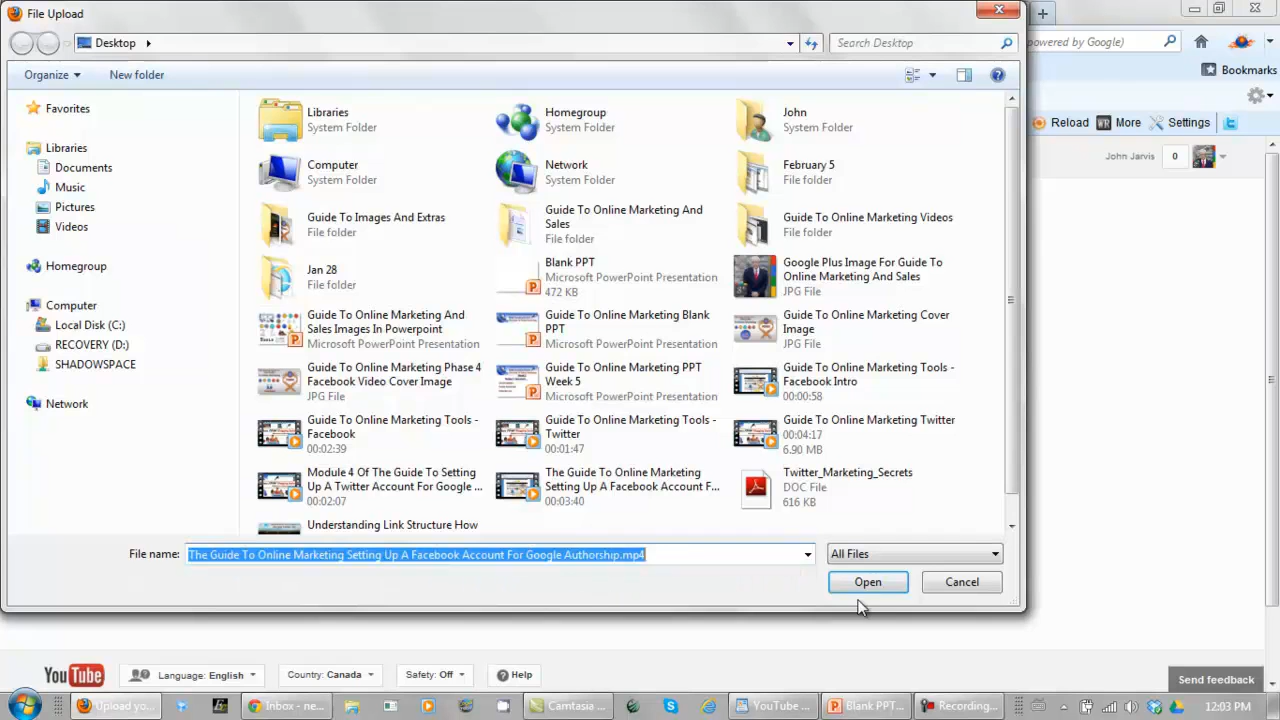 File Upload
Desktop
Search Desktop
powered by Google)
Organize
New folder
Bookmarks
Favorites
Libraries
Documents
Music
Pictures
Videos
Homegroup
Computer
Local Disk (C:)
RECOVERY (D:)
SHADOWSPACE
Network
Libraries
System Folder
Homegroup
System Folder
John
System Folder
Computer
System Folder
Network
System Folder
February 5
File folder
Guide To Images And Extras
File folder
Guide To Online Marketing And
Sales
File folder
Guide To Online Marketing Videos
File folder
Jan 28
File folder
Blank PPT
Microsoft PowerPoint Presentation
472 KB
Google Plus Image For Guide To
Online Marketing And Sales
JPG File
Guide To Online Marketing And
Sales Images In Powerpoint
Microsoft PowerPoint Presentation
Guide To Online Marketing Blank
PPT
Microsoft PowerPoint Presentation
Guide To Online Marketing Cover
Image
JPG File
Guide To Online Marketing Phase 4
Facebook Video Cover Image
JPG File
Guide To Online Marketing PPT
Week 5
Microsoft PowerPoint Presentation
Guide To Online Marketing Tools -
Facebook Intro
00:00:58
Guide To Online Marketing Tools -
Facebook
00:02:39
Guide To Online Marketing Tools -
Twitter
00:01:47
Guide To Online Marketing Twitter
00:04:17
6.90 MB
Module 4 Of The Guide To Setting
Up A Twitter Account For Google ...
00:02:07
The Guide To Online Marketing
Setting Up A Facebook Account F...
00:03:40
Twitter_Marketing_Secrets
DOC File
616 KB
Understanding Link Structure How
Reload
WR More
Settings
John Jarvis
0
File name:
The Guide To Online Marketing Setting Up A Facebook Account For Google Authorship.mp4
All Files
Open
Cancel
YouTube
Language: English
Country: Canada
Safety: Off
Help
Send feedback
Upload yo...
Inbox - ne...
Camtasia ...
YouTube ...
Blank PPT...
Recording...
12:03 PM